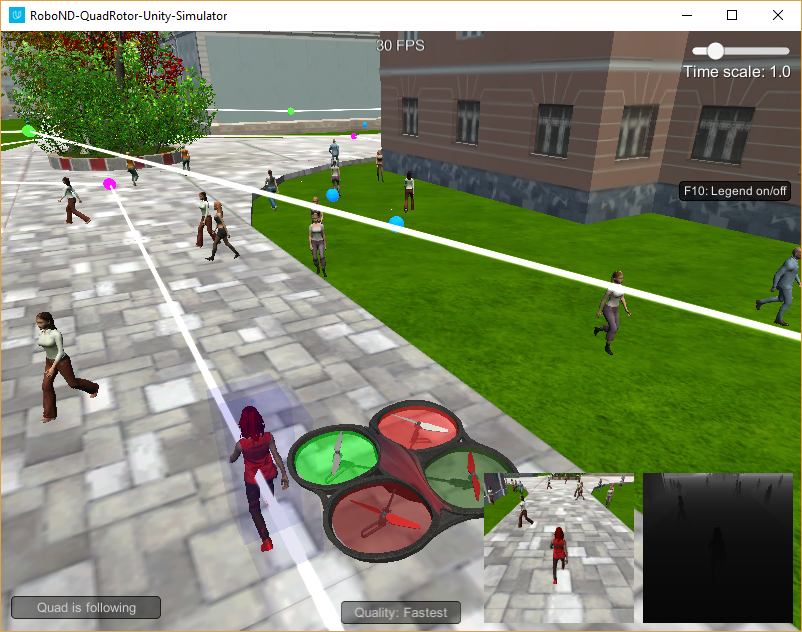 RoboND-QuadRotor-Unity-Simulator
30 FPS
Time scale: 1.0
F10: Legend on/off
Quad is following
Quality: Fastest